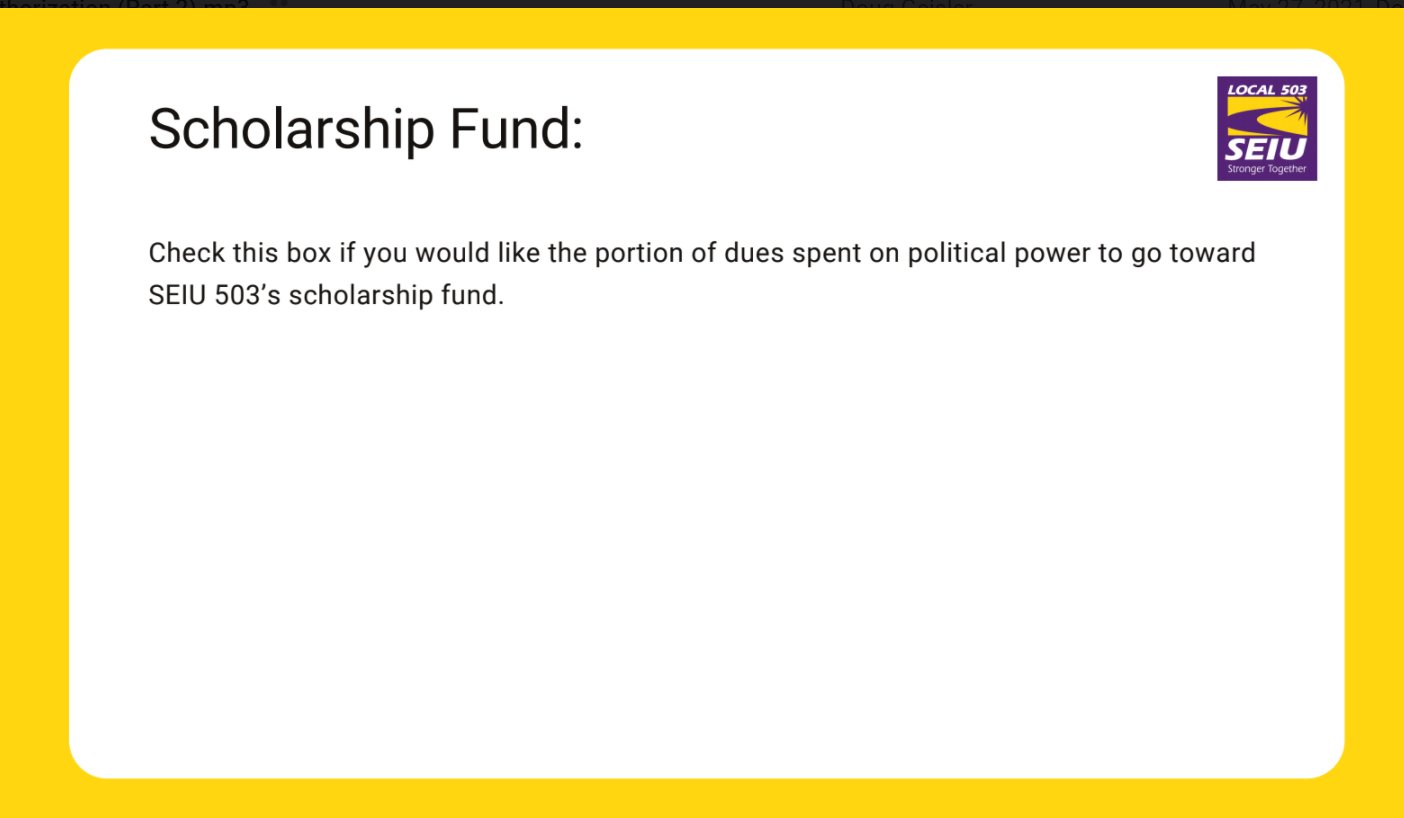 Scholarship Fund:
LOCAL 503
SEIU
Stronger Together
Check this box if you would like the portion of dues spent on political power to go toward
SEIU 503’s scholarship fund.